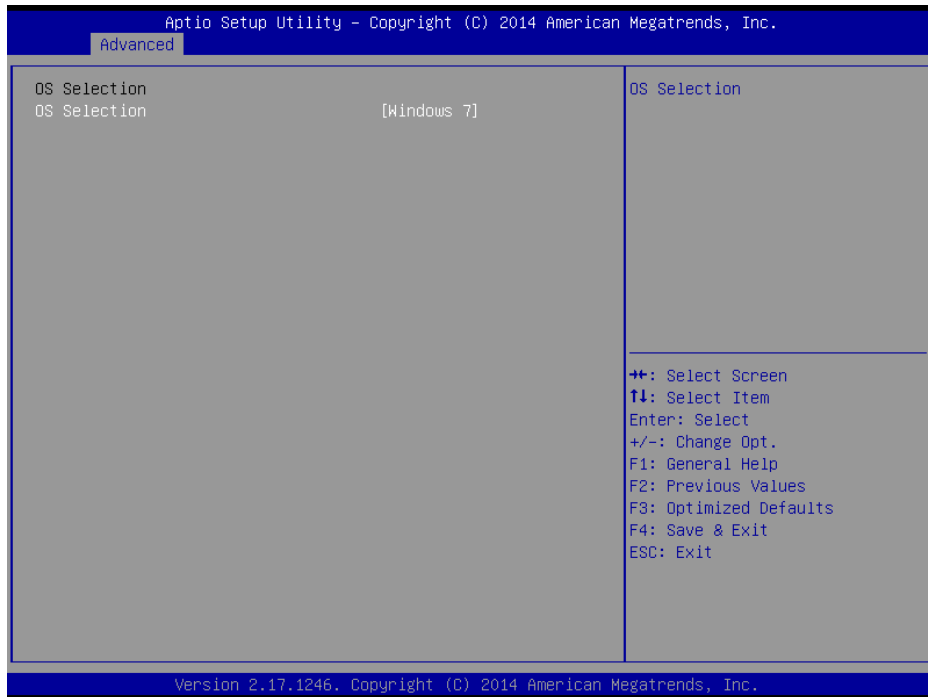 Aptio Setup Utility – Copyright (C) 2014 American Megatrends, Inc.
Advanced
OS Selection
OS Selection [Windows 7]
OS Selection
→←: Select Screen
↑↓: Select Item
Enter: Select
+/-: Change Opt.
F1: General Help
F2: Previous Values
F3: Optimized Defaults
F4: Save & Exit
ESC: Exit
Version 2.17.1246. Copyright (C) 2014 American Megatrends, Inc.